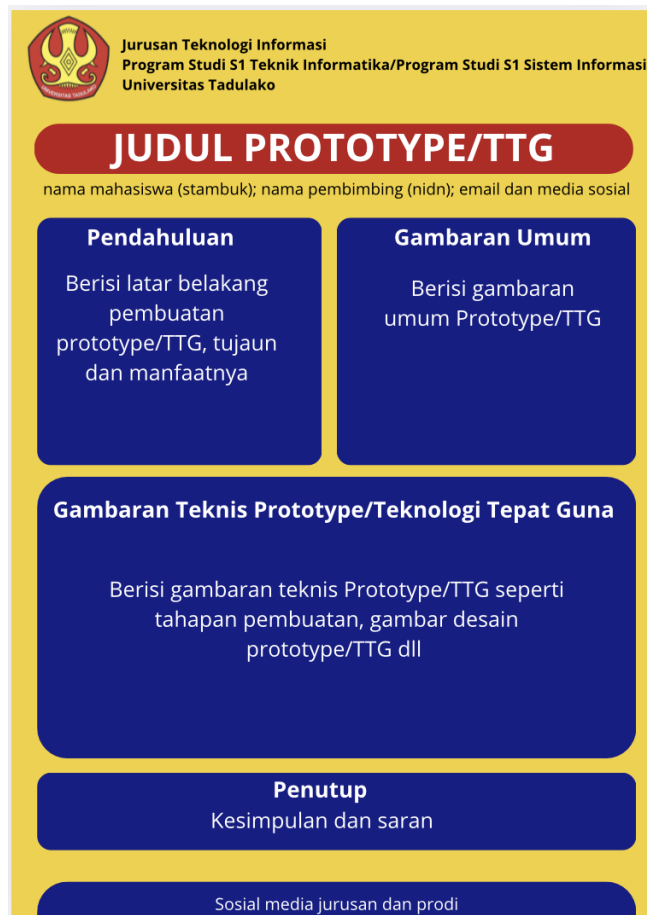 UNIVERSITAS TADULAKO
Jurusan Teknologi Informasi
Program Studi S1 Teknik Informatika/Program Studi S1 Sistem Informasi
Universitas Tadulako
JUDUL PROTOTYPE/TTG
nama mahasiswa (stambuk); nama pembimbing (nidn); email dan media sosial
Pendahuluan
Berisi latar belakang
pembuatan
prototype/TTG, tujaun
dan manfaatnya
Gambaran Umum
Berisi gambaran
umum Prototype/TTG
Gambaran Teknis Prototype/Teknologi Tepat Guna
Berisi gambaran teknis Prototype/TTG seperti
tahapan pembuatan, gambar desain
prototype/TTG dll
Penutup
Kesimpulan dan saran
Sosial media jurusan dan prodi